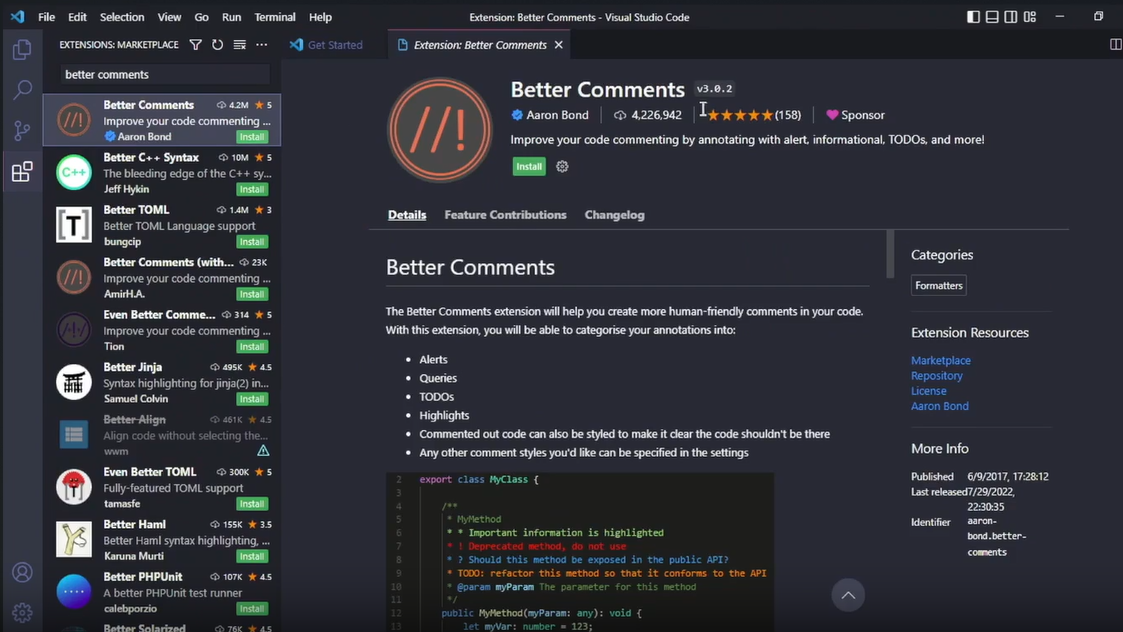 File Edit Selection View Go Run Terminal Help
Extension: Better Comments - Visual Studio Code
EXTENSIONS: MARKETPLACE
Get Started
Extension: Better Comments
better comments
Better Comments 4.2M 5
Improve your code commenting ...
Aaron Bond Install
Better C++ Syntax 10M 5
The bleeding edge of the C++ sy...
Jeff Hykin Install
Better TOML 1.4M 3
Better TOML Language support
bungcip Install
Better Comments (with... 23K
Improve your code commenting ...
AmirH.A. Install
Even Better Comme... 314 5
Improve your code commenting ...
Tion Install
Better Jinja 495K 4.5
Syntax highlighting for jinja(2) in...
Samuel Colvin Install
Better Align 461K 4.5
Align code without selecting the...
wwm
Even Better TOML 300K 5
Fully-featured TOML support
tamasfe Install
Better Haml 155K 3.5
Better Haml syntax highlighting, ...
Karuna Murti Install
Better PHPUnit 107K 4.5
A better PHPUnit test runner
calebporzio Install
Better Solarized 76K 4.5
//!
Better Comments v3.0.2
Aaron Bond 4,226,942 (158) Sponsor
Improve your code commenting by annotating with alert, informational, TODOs, and more!
Install
Details Feature Contributions Changelog
Better Comments
The Better Comments extension will help you create more human-friendly comments in your code.
With this extension, you will be able to categorise your annotations into:
• Alerts
• Queries
• TODOs
• Highlights
• Commented out code can also be styled to make it clear the code shouldn't be there
• Any other comment styles you'd like can be specified in the settings
2 export class MyClass {
3
4 /**
5 * MyMethod
6 * * Important information is highlighted
7 * ! Deprecated method, do not use
8 * ? Should this method be exposed in the public API?
9 * TODO: refactor this method so that it conforms to the API
10 * @param myParam The parameter for this method
11 */
12 public MyMethod(myParam: any): void {
13 let myVar: number = 123;
Categories
Formatters
Extension Resources
Marketplace
Repository
License
Aaron Bond
More Info
Published 6/9/2017, 17:28:12
Last released 7/29/2022,
22:30:35
Identifier aaron-
bond.better-
comments